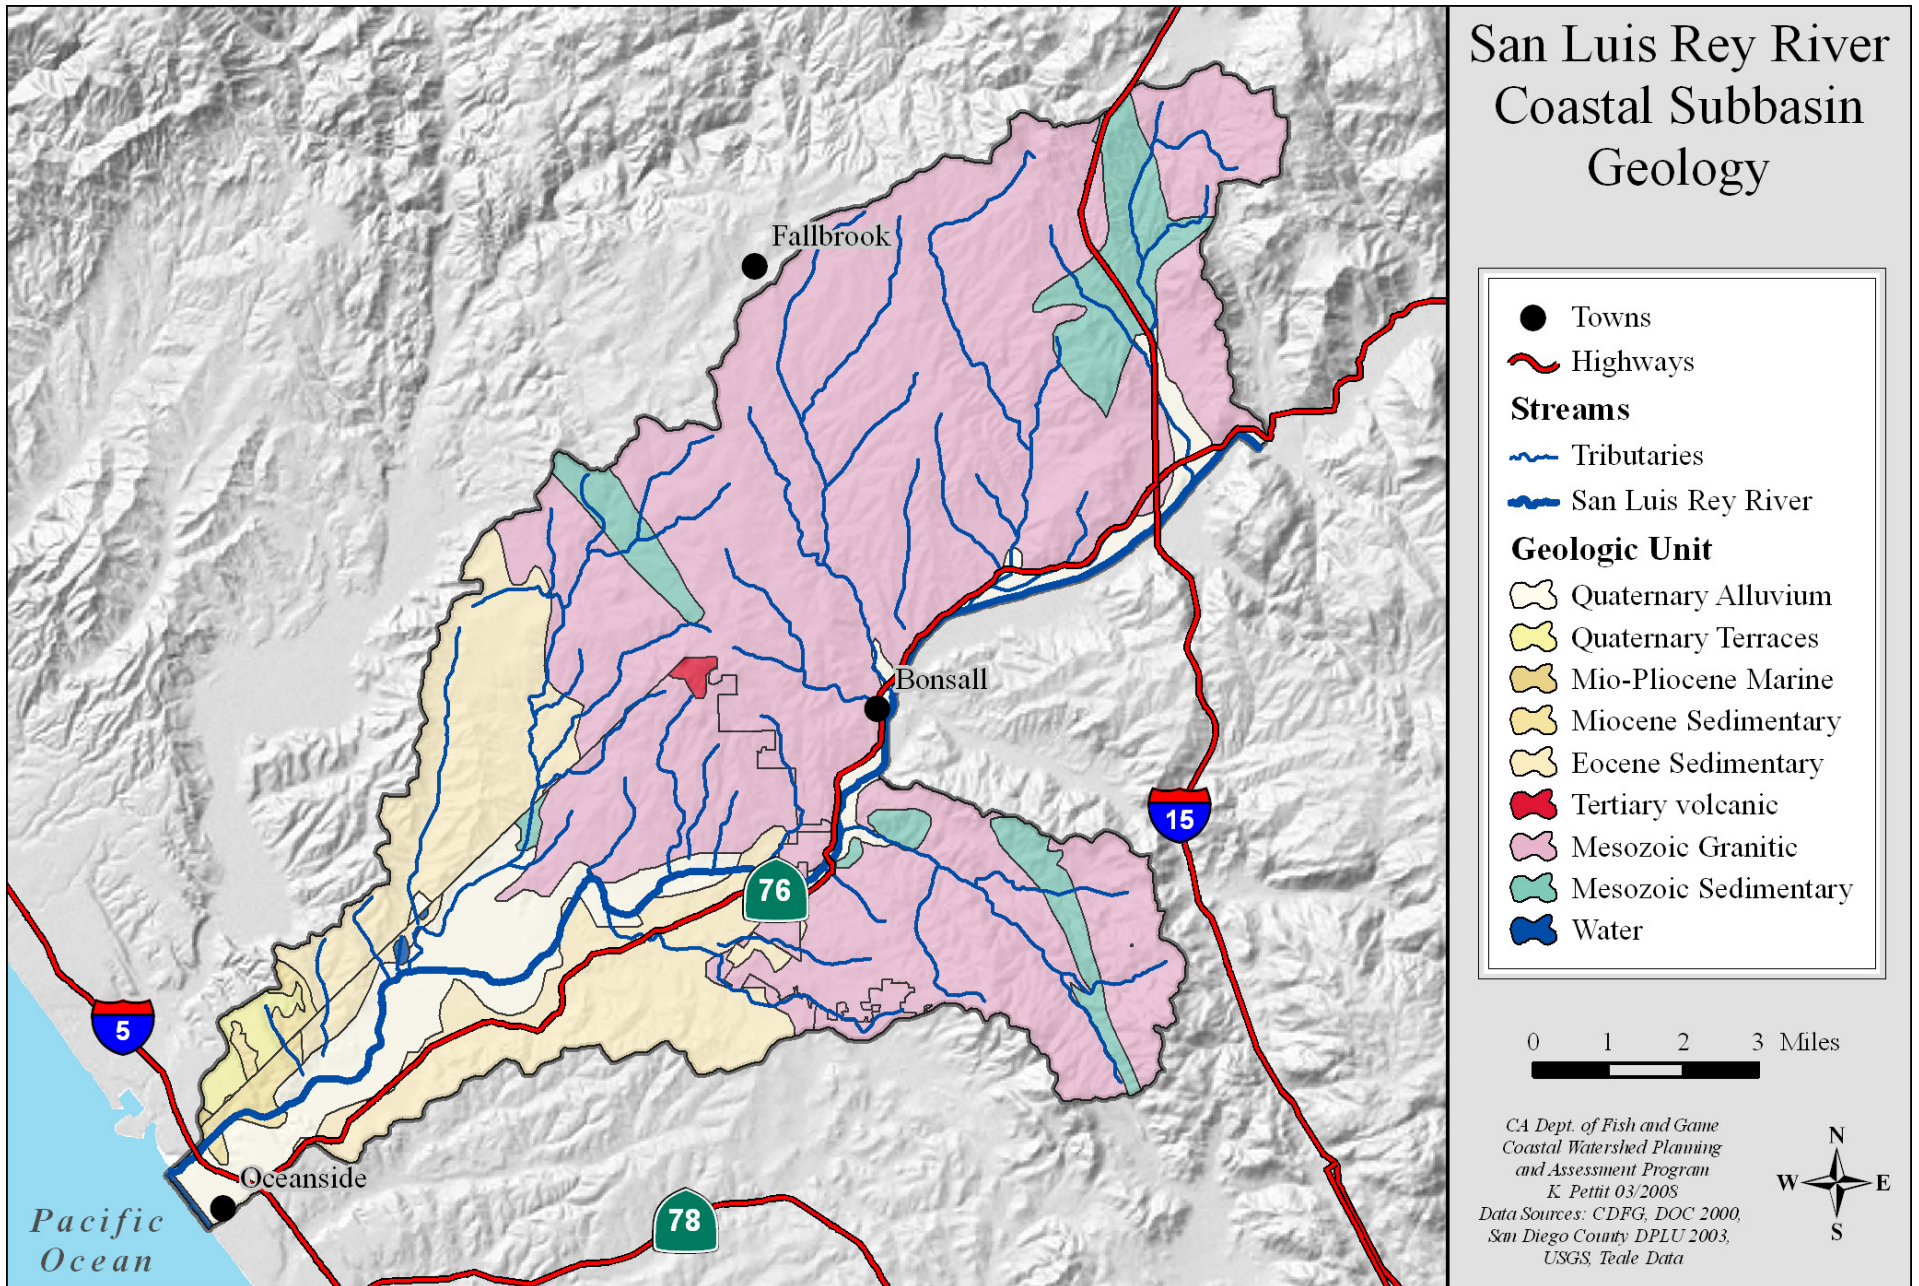 San Luis Rey River
Coastal Subbasin
Geology
Towns
Highways
Streams
Tributaries
San Luis Rey River
Geologic Unit
Quaternary Alluvium
Quaternary Terraces
Mio-Pliocene Marine
Miocene Sedimentary
Eocene Sedimentary
Tertiary volcanic
Mesozoic Granitic
Mesozoic Sedimentary
Water
0 1 2 3 Miles
CA Dept. of Fish and Game
Coastal Watershed Planning
and Assessment Program
K. Pettit 03/2008
Data Sources: CDFG, DOC 2000,
San Diego County DPLU 2003,
USGS, Teale Data
N
W E
S
Fallbrook
Bonsall
15
76
5
Oceanside
78
Pacific
Ocean